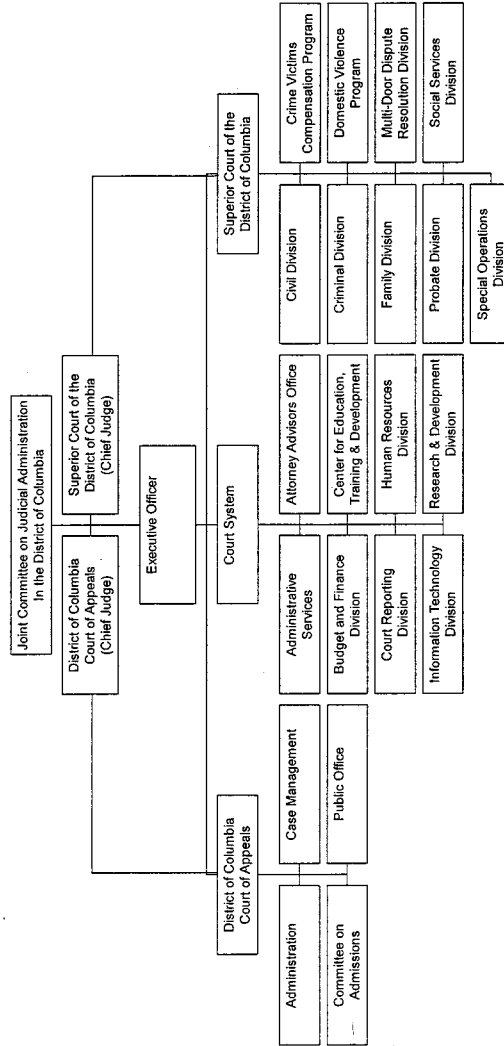 Joint Committee on Judicial Administration
In the District of Columbia
District of Columbia
Court of Appeals
(Chief Judge)
Superior Court of the
District of Columbia
(Chief Judge)
Executive Officer
District of Columbia
Court of Appeals
Court System
Superior Court of the
District of Columbia
Administration
Case Management
Committee on
Admissions
Public Office
Administrative
Services
Attorney Advisors Office
Budget and Finance
Division
Center for Education,
Training & Development
Court Reporting
Division
Human Resources
Division
Information Technology
Division
Research & Development
Division
Civil Division
Crime Victims
Compensation Program
Criminal Division
Domestic Violence
Program
Family Division
Multi-Door Dispute
Resolution Division
Probate Division
Social Services
Division
Special Operations
Division